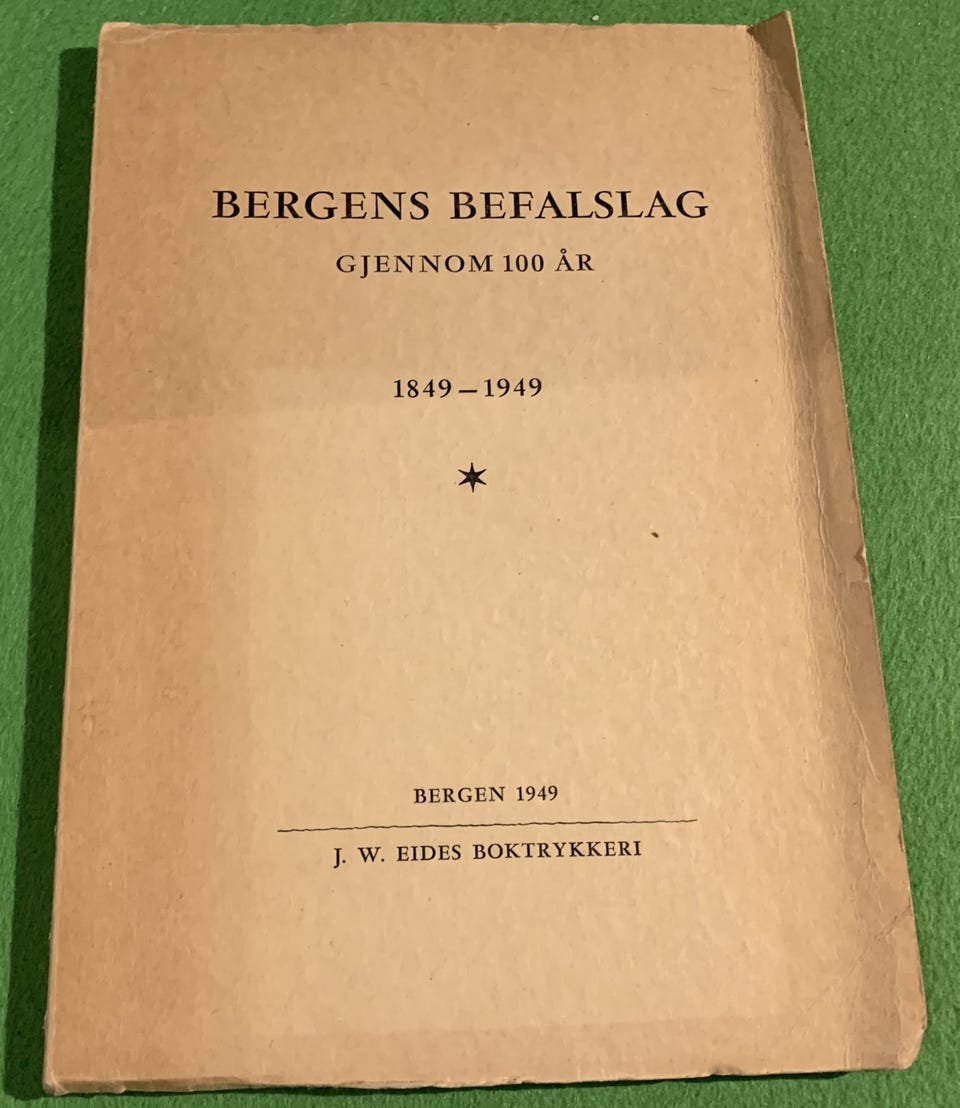 BERGENS BEFALSLAG
GJENNOM 100 ÅR
1849–1949
BERGEN 1949
J. W. EIDES BOKTRYKKERI